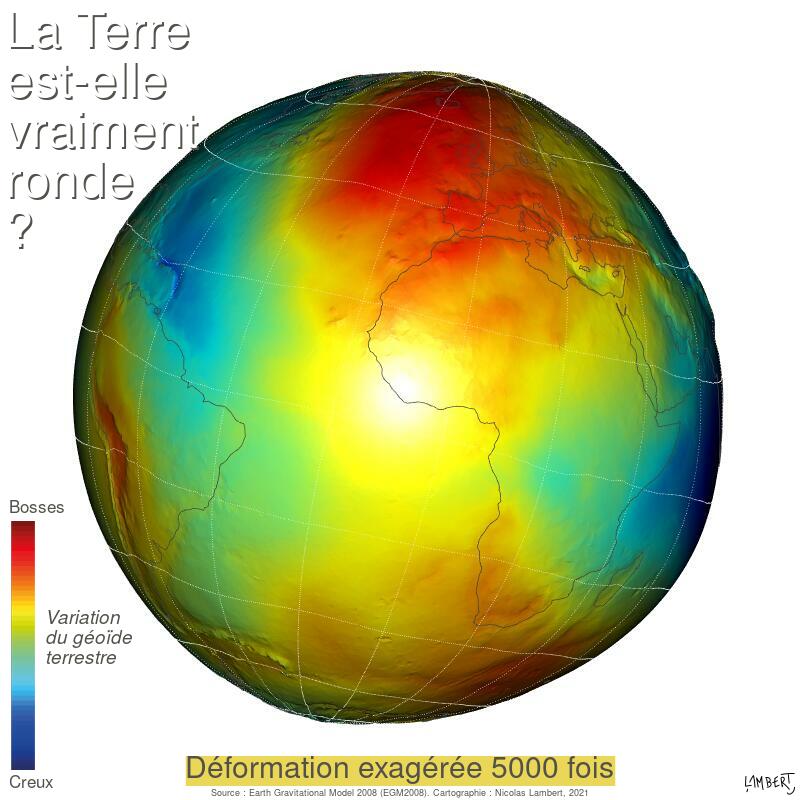 La Terre
est-elle
vraiment
ronde
?
Bosses
Variation
du géoïde
terrestre
Creux
Déformation exagérée 5000 fois
Source : Earth Gravitational Model 2008 (EGM2008). Cartographie : Nicolas Lambert, 2021
LAMBERT